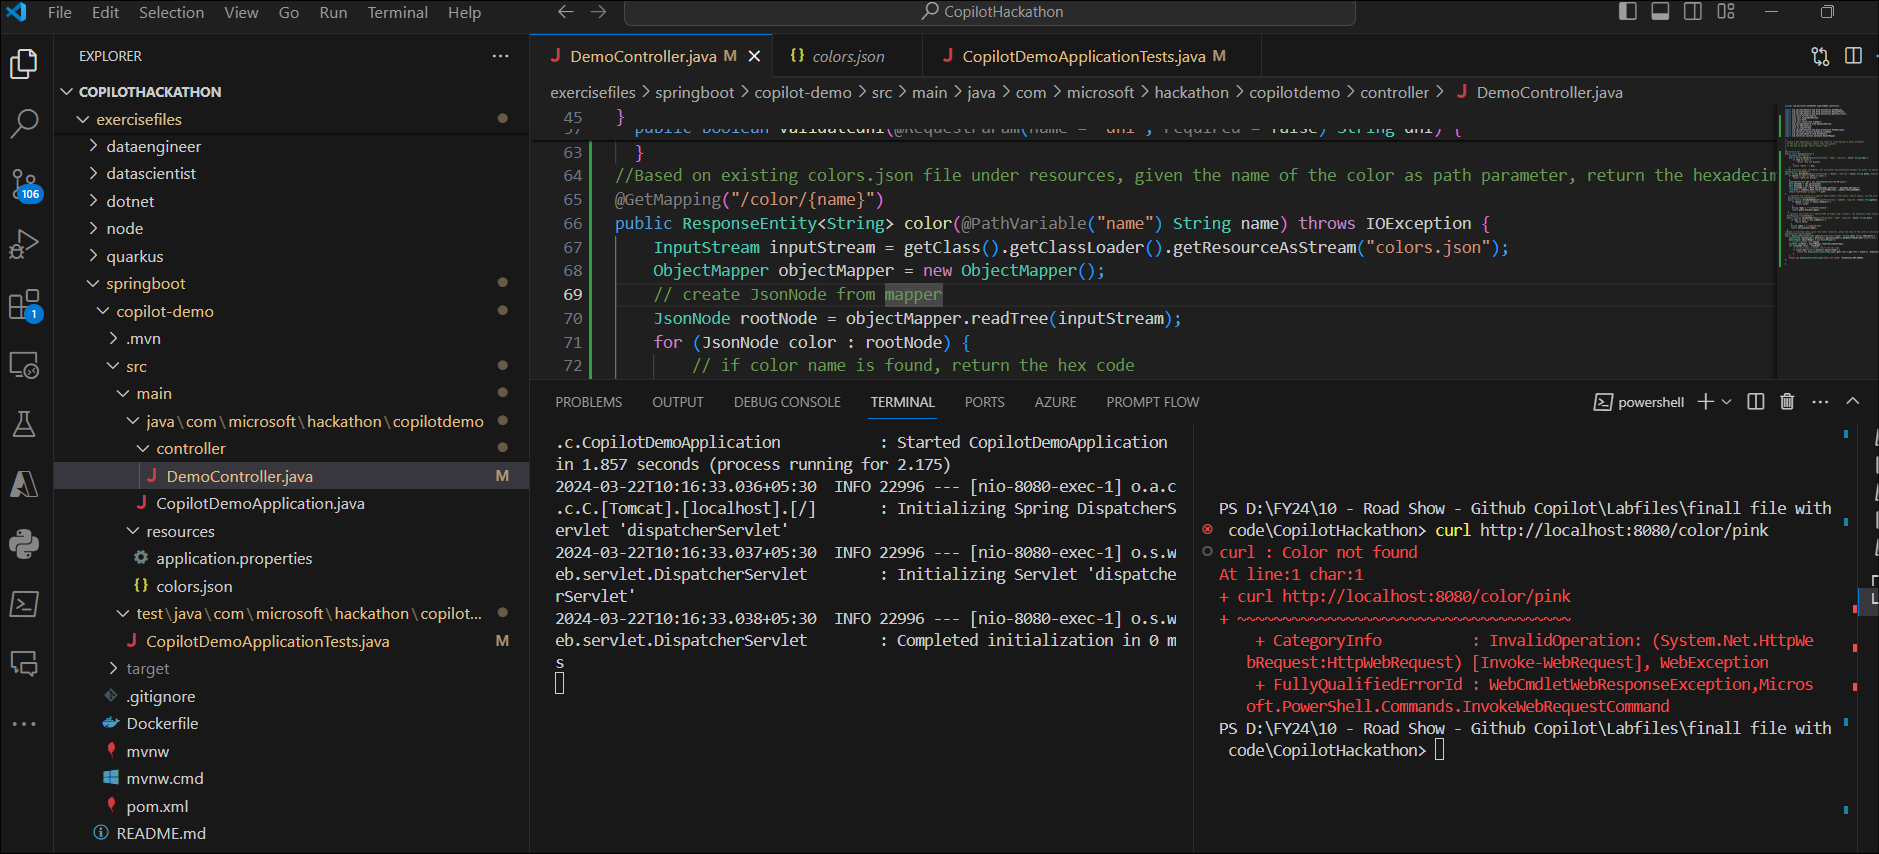 File Edit Selection View Go Run Terminal Help
CopilotHackathon
EXPLORER
COPILOTHACKATHON
exercisefiles
dataengineer
datascientist
dotnet
node
quarkus
springboot
copilot-demo
.mvn
src
main
java\com\microsoft\hackathon\copilotdemo
controller
DemoController.java M
CopilotDemoApplication.java
resources
application.properties
colors.json
test\java\com\microsoft\hackathon\copilot...
CopilotDemoApplicationTests.java M
target
.gitignore
Dockerfile
mvnw
mvnw.cmd
pom.xml
README.md
106
1
DemoController.java M
colors.json
CopilotDemoApplicationTests.java M
exercisefiles > springboot > copilot-demo > src > main > java > com > microsoft > hackathon > copilotdemo > controller > DemoController.java
45 }
63 }
64 //Based on existing colors.json file under resources, given the name of the color as path parameter, return the hexadecim
65 @GetMapping("/color/{name}")
66 public ResponseEntity<String> color(@PathVariable("name") String name) throws IOException {
67 InputStream inputStream = getClass().getClassLoader().getResourceAsStream("colors.json");
68 ObjectMapper objectMapper = new ObjectMapper();
69 // create JsonNode from mapper
70 JsonNode rootNode = objectMapper.readTree(inputStream);
71 for (JsonNode color : rootNode) {
72 // if color name is found, return the hex code
PROBLEMS OUTPUT DEBUG CONSOLE TERMINAL PORTS AZURE PROMPT FLOW
powershell
.c.CopilotDemoApplication : Started CopilotDemoApplication
in 1.857 seconds (process running for 2.175)
2024-03-22T10:16:33.036+05:30 INFO 22996 --- [nio-8080-exec-1] o.a.c
.c.C.[Tomcat].[localhost].[/] : Initializing Spring DispatcherS
ervlet 'dispatcherServlet'
2024-03-22T10:16:33.037+05:30 INFO 22996 --- [nio-8080-exec-1] o.s.w
eb.servlet.DispatcherServlet : Initializing Servlet 'dispatche
rServlet'
2024-03-22T10:16:33.038+05:30 INFO 22996 --- [nio-8080-exec-1] o.s.w
eb.servlet.DispatcherServlet : Completed initialization in 0 m
s
PS D:\FY24\10 - Road Show - Github Copilot\Labfiles\finall file with
code\CopilotHackathon> curl http://localhost:8080/color/pink
curl : Color not found
At line:1 char:1
+ curl http://localhost:8080/color/pink
+ ~~~~~~~~~~~~~~~~~~~~~~~~~~~~~~~~~~~~~
+ CategoryInfo : InvalidOperation: (System.Net.HttpWe
bRequest:HttpWebRequest) [Invoke-WebRequest], WebException
+ FullyQualifiedErrorId : WebCmdletWebResponseException,Micros
oft.PowerShell.Commands.InvokeWebRequestCommand
PS D:\FY24\10 - Road Show - Github Copilot\Labfiles\finall file with
code\CopilotHackathon>